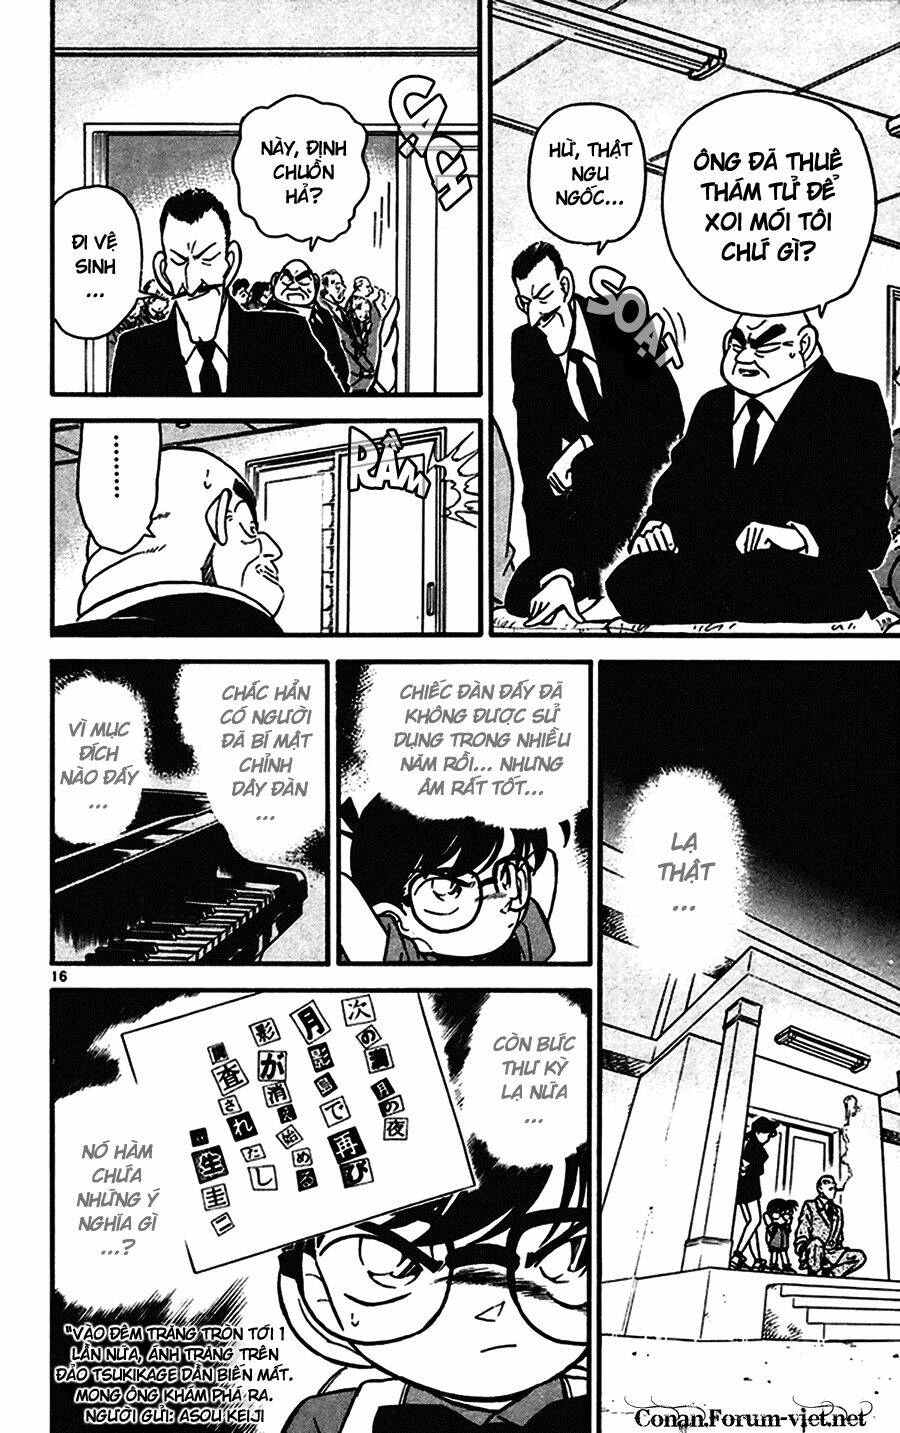 ÔNG ĐÃ THUÊ
THÁM TỬ ĐỂ
XOI MÓI TÔI
CHỨ GÌ?
HỪ, THẬT
NGU
NGỐC...
SOẠT
CẠCH
NÀY, ĐỊNH
CHUỒN
HẢ?
ĐI VỆ
SINH
...
RẦM
........
LẠ
THẬT
...
CHIẾC ĐÀN ĐẤY ĐÃ
KHÔNG ĐƯỢC SỬ
DỤNG TRONG NHIỀU
NĂM RỒI... NHƯNG
ÂM RẤT TỐT...
CHẮC HẲN
CÓ NGƯỜI
ĐÃ BÍ MẬT
CHỈNH
DÂY ĐÀN
...
VÌ MỤC
ĐÍCH
NÀO ĐẤY
...
16
CÒN BỨC
THƯ KỲ
LẠ NỮA
...
次の満月の夜
月影島で再び
影が消え始める
調査されたし
生圭二
NÓ HÀM
CHỨA
NHỮNG Ý
NGHĨA GÌ
...?
"VÀO ĐÊM TRĂNG TRÒN TỚI 1
LẦN NỮA, ÁNH TRĂNG TRÊN
ĐẢO TSUKIKAGE DẦN BIẾN MẤT.
MONG ÔNG KHÁM PHÁ RA.
NGƯỜI GỬI: ASOU KEIJI
Conan.Forum-viet.net